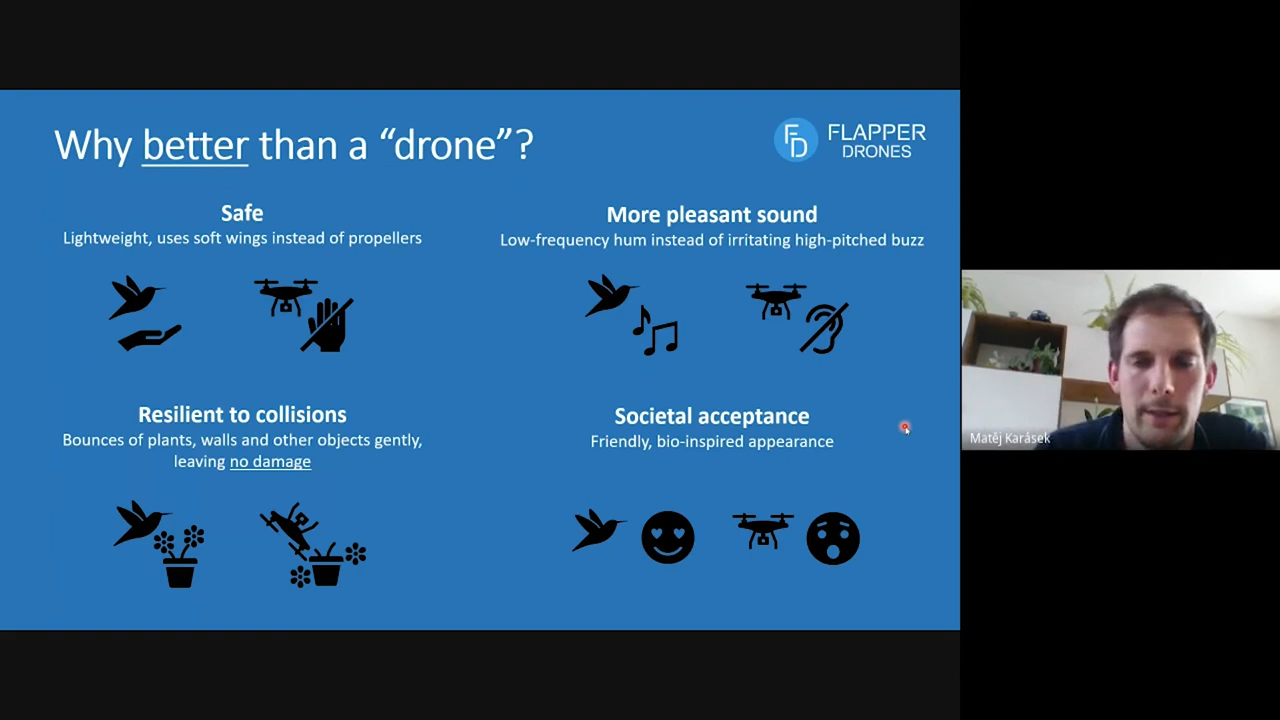 Why better than a “drone”?
FD
FLAPPER
DRONES
Safe
Lightweight, uses soft wings instead of propellers
More pleasant sound
Low-frequency hum instead of irritating high-pitched buzz
Resilient to collisions
Bounces of plants, walls and other objects gently,
leaving no damage
Societal acceptance
Friendly, bio-inspired appearance
Matěj Karásek